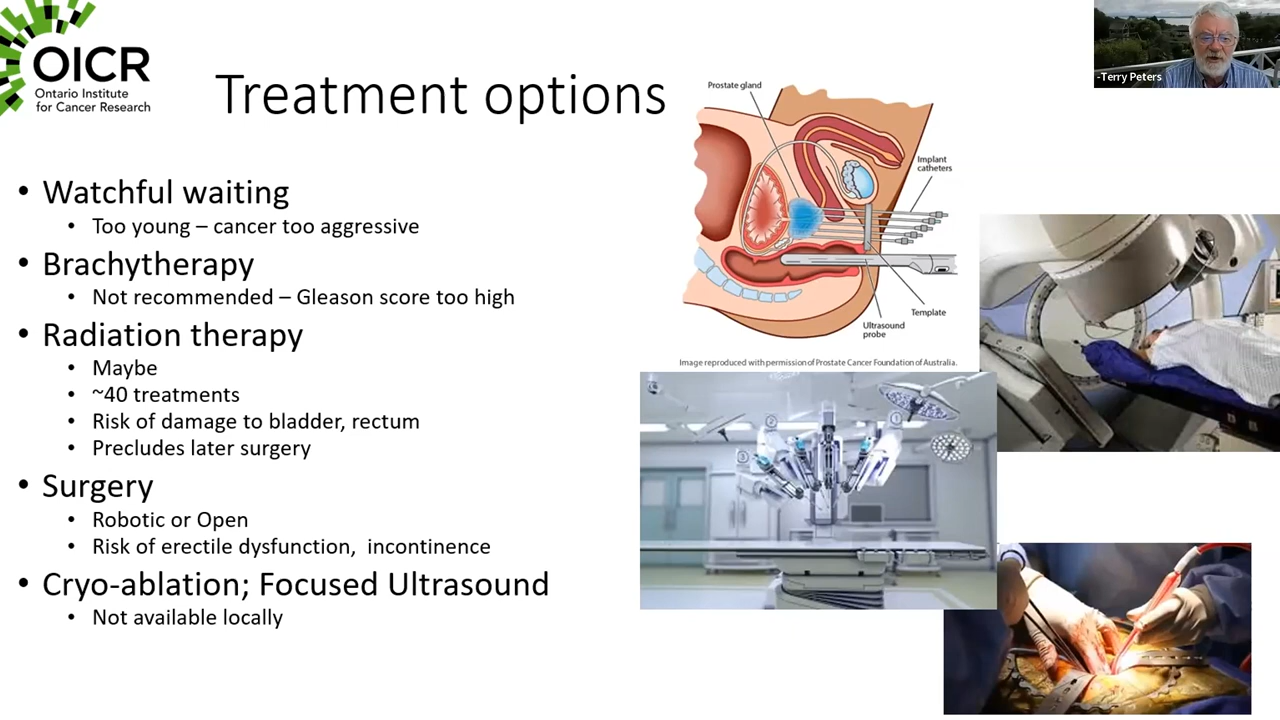 OICR
Ontario Institute
for Cancer Research
Treatment options
-Terry Peters
• Watchful waiting
• Too young – cancer too aggressive
• Brachytherapy
• Not recommended – Gleason score too high
• Radiation therapy
• Maybe
• ~40 treatments
• Risk of damage to bladder, rectum
• Precludes later surgery
• Surgery
• Robotic or Open
• Risk of erectile dysfunction,  incontinence
• Cryo-ablation; Focused Ultrasound
• Not available locally
Prostate gland
Implant
catheters
Template
Ultrasound
probe
Image reproduced with permission of Prostate Cancer Foundation of Australia.
1
2
3